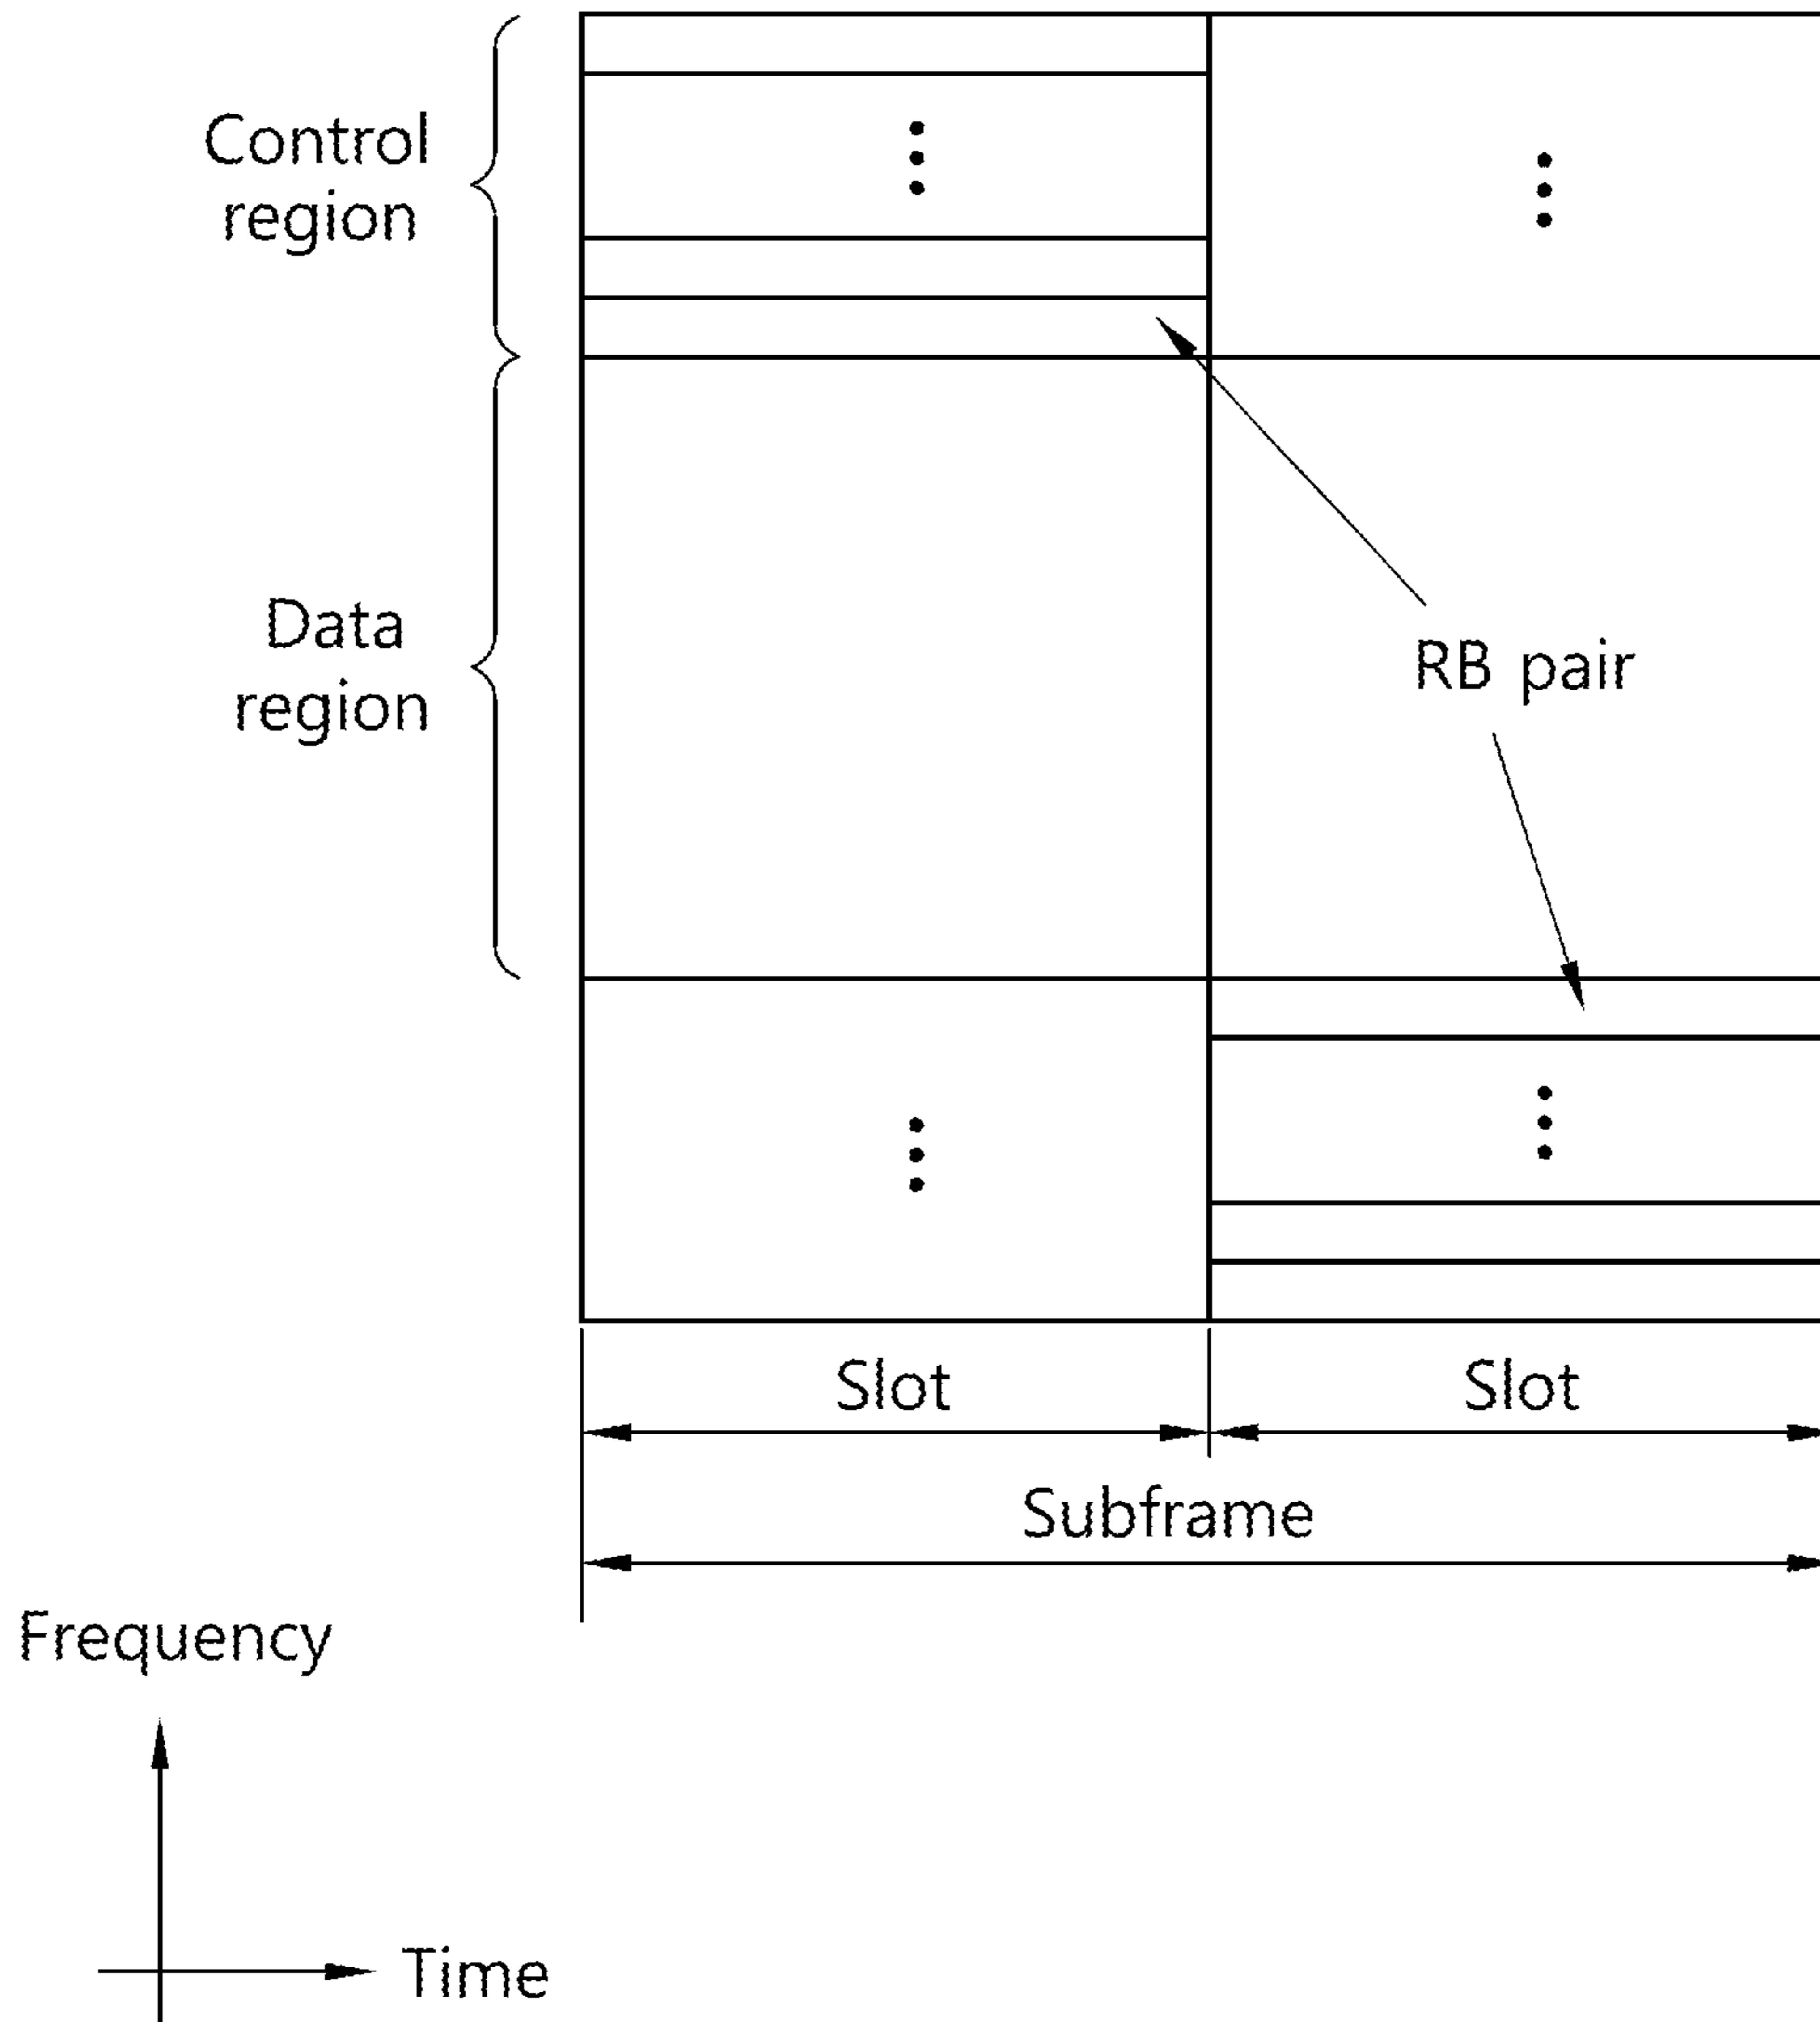 Control
region
Data
region
RB pair
Slot
Slot
Subframe
Frequency
Time